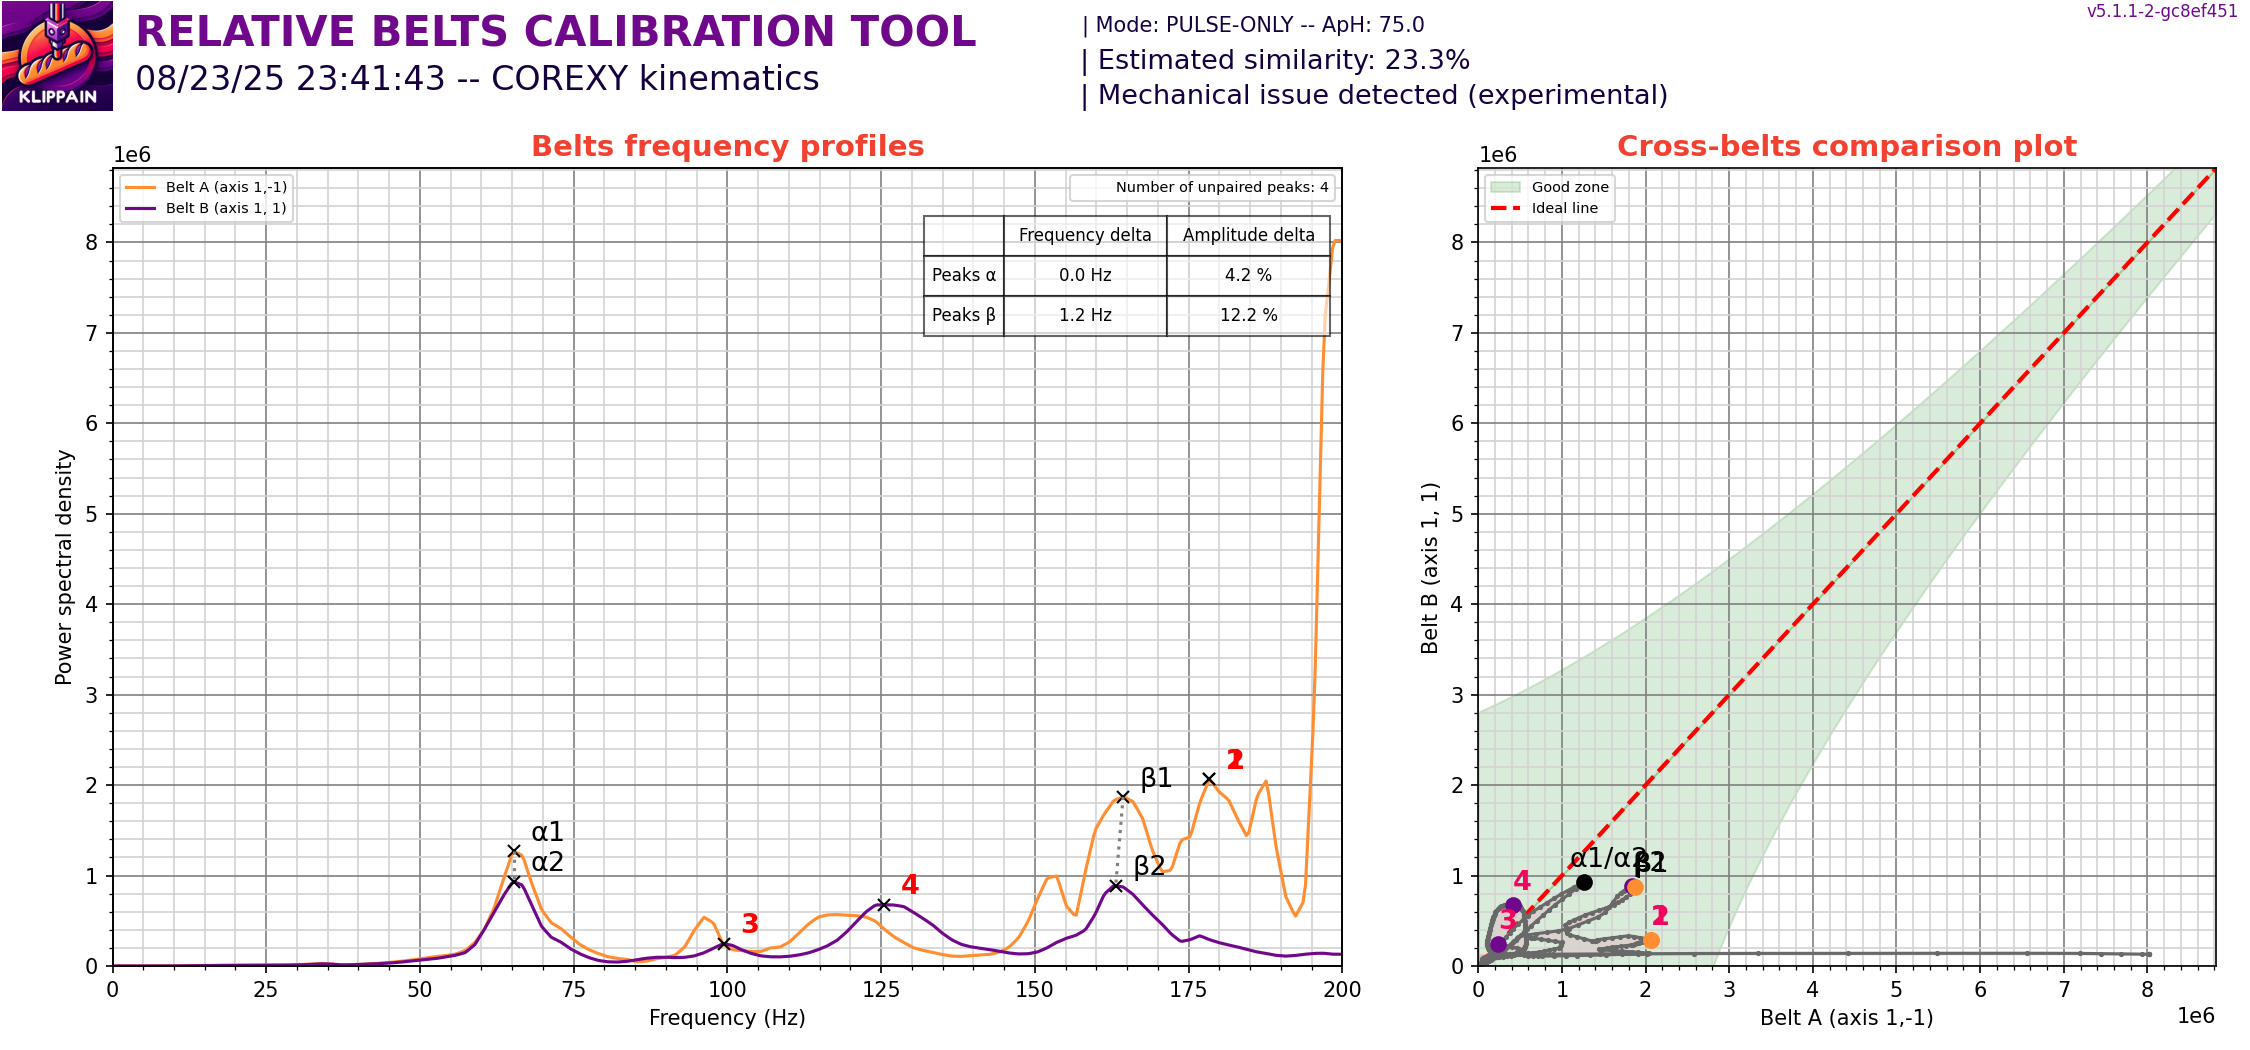 v5.1.1-2-gc8ef451
KLIPPAIN
RELATIVE BELTS CALIBRATION TOOL
08/23/25 23:41:43 -- COREXY kinematics
| Mode: PULSE-ONLY -- ApH: 75.0
| Estimated similarity: 23.3%
| Mechanical issue detected (experimental)
Belts frequency profiles
1e6
Belt A (axis 1,-1)
Belt B (axis 1, 1)
Number of unpaired peaks: 4
Frequency delta Amplitude delta
Peaks α 0.0 Hz 4.2 %
Peaks β 1.2 Hz 12.2 %
8
7
6
5
4
3
2
1
0
Power spectral density
α1
α2
3
4
β1
β2
0 25 50 75 100 125 150 175 200
Frequency (Hz)
Cross-belts comparison plot
1e6
Good zone
Ideal line
8
7
6
5
4
3
2
1
0
Belt B (axis 1, 1)
4
3
0 1 2 3 4 5 6 7 8
Belt A (axis 1,-1)
1e6